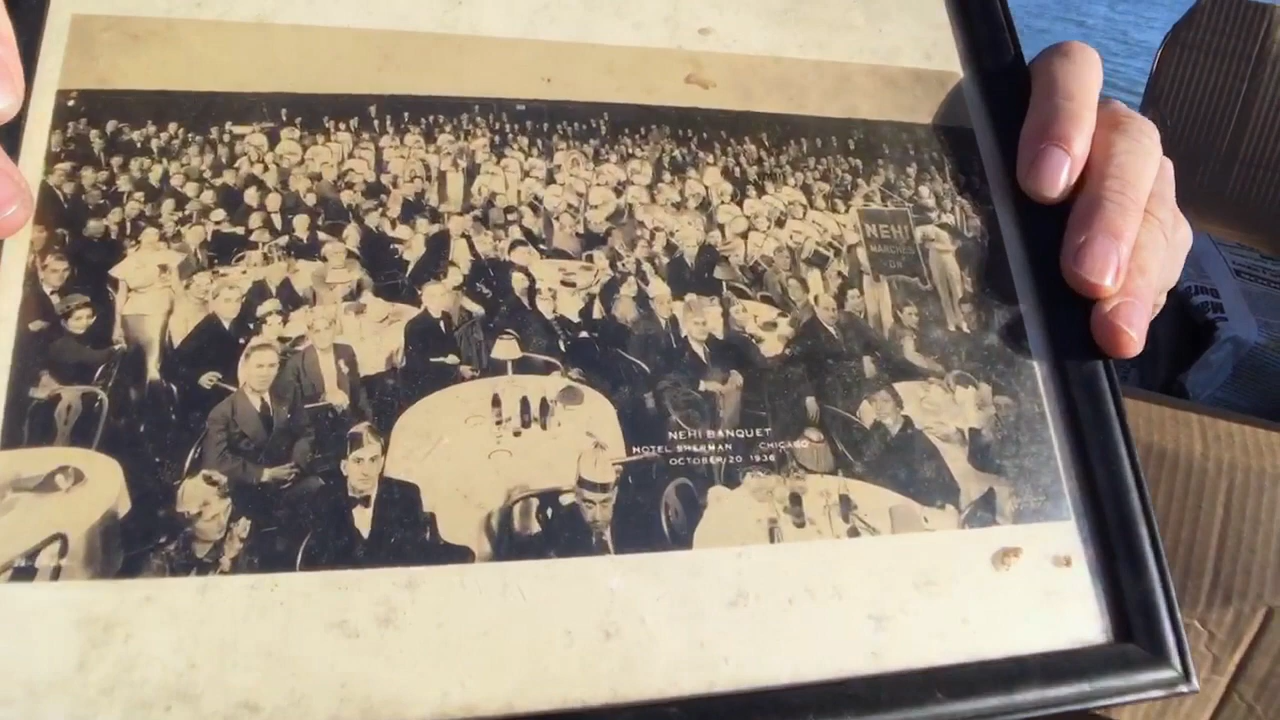 NEHI
MARCHES
ON
NEHI BANQUET
HOTEL SHERMAN CHICAGO
OCTOBER 20 1936